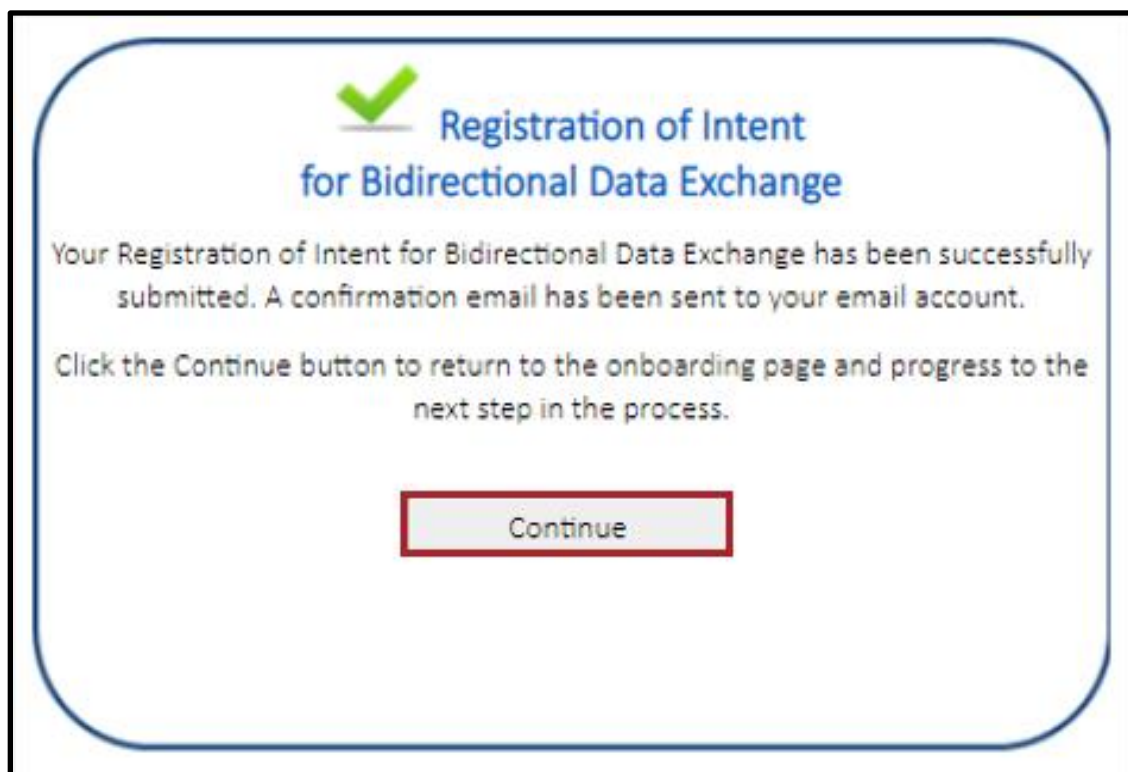 Registration of Intent
for Bidirectional Data Exchange
Your Registration of Intent for Bidirectional Data Exchange has been successfully
submitted. A confirmation email has been sent to your email account.
Click the Continue button to return to the onboarding page and progress to the
next step in the process.
Continue